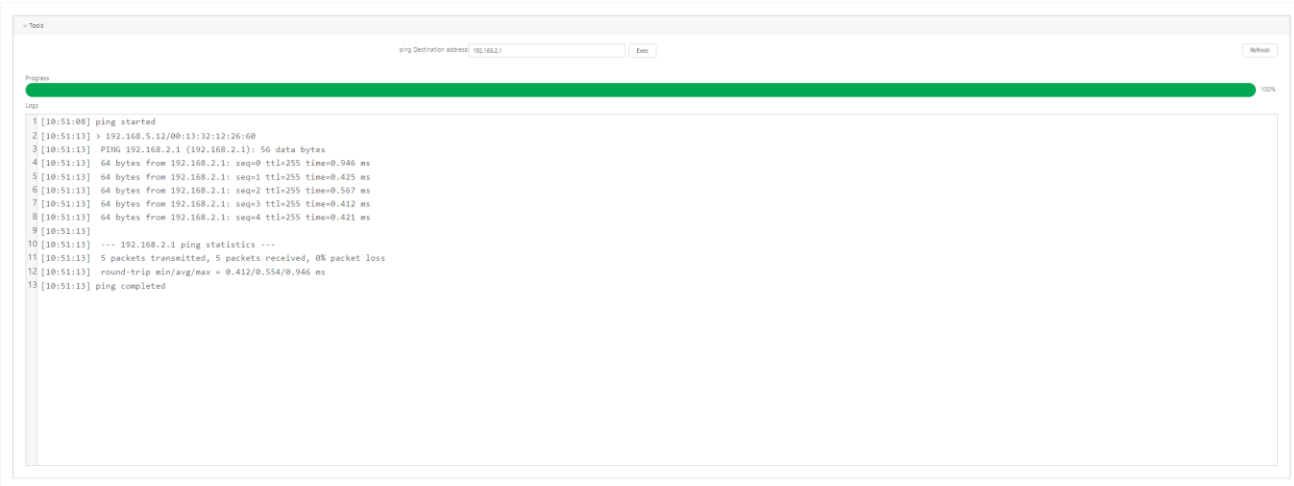 Tools
ping Destination address: 192.168.2.1 Exec Refresh
Progress
100%
Logs
1 [10:51:08] ping started
2 [10:51:13] > 192.168.5.12/00:13:32:12:26:60
3 [10:51:13] PING 192.168.2.1 (192.168.2.1): 56 data bytes
4 [10:51:13] 64 bytes from 192.168.2.1: seq=0 ttl=255 time=0.946 ms
5 [10:51:13] 64 bytes from 192.168.2.1: seq=1 ttl=255 time=0.425 ms
6 [10:51:13] 64 bytes from 192.168.2.1: seq=2 ttl=255 time=0.567 ms
7 [10:51:13] 64 bytes from 192.168.2.1: seq=3 ttl=255 time=0.412 ms
8 [10:51:13] 64 bytes from 192.168.2.1: seq=4 ttl=255 time=0.421 ms
9 [10:51:13]
10 [10:51:13] --- 192.168.2.1 ping statistics ---
11 [10:51:13] 5 packets transmitted, 5 packets received, 0% packet loss
12 [10:51:13] round-trip min/avg/max = 0.412/0.554/0.946 ms
13 [10:51:13] ping completed